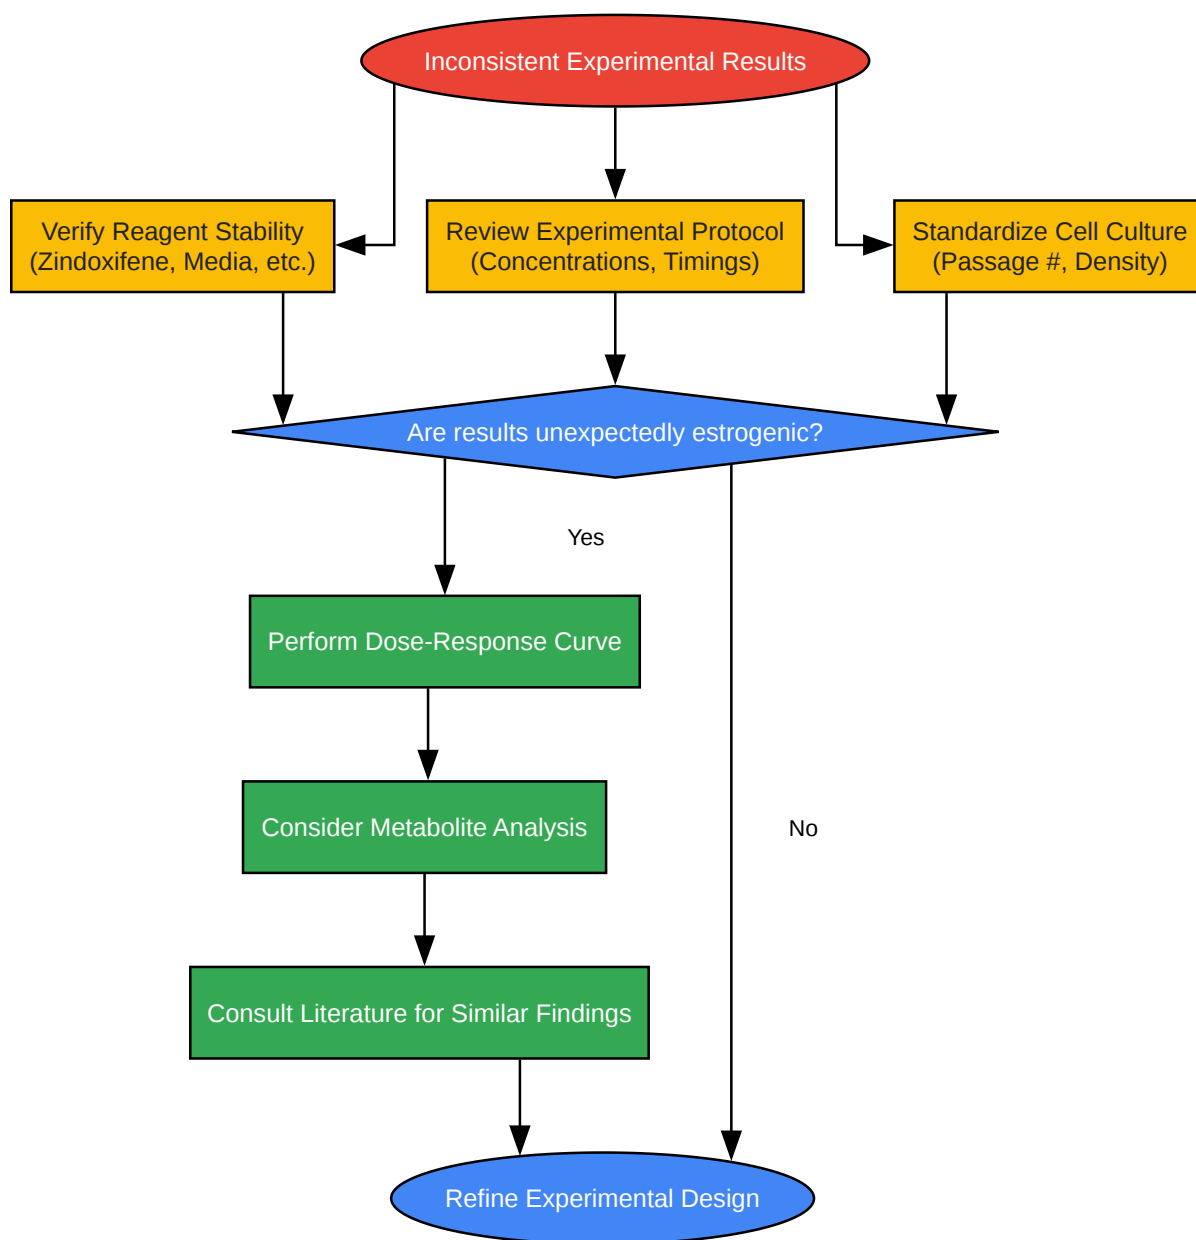 Inconsistent Experimental Results
Verify Reagent Stability
(Zindoxifene, Media, etc.)
Review Experimental Protocol
(Concentrations, Timings)
Standardize Cell Culture
(Passage #, Density)
Are results unexpectedly estrogenic?
Yes
Perform Dose-Response Curve
Consider Metabolite Analysis
No
Consult Literature for Similar Findings
Refine Experimental Design